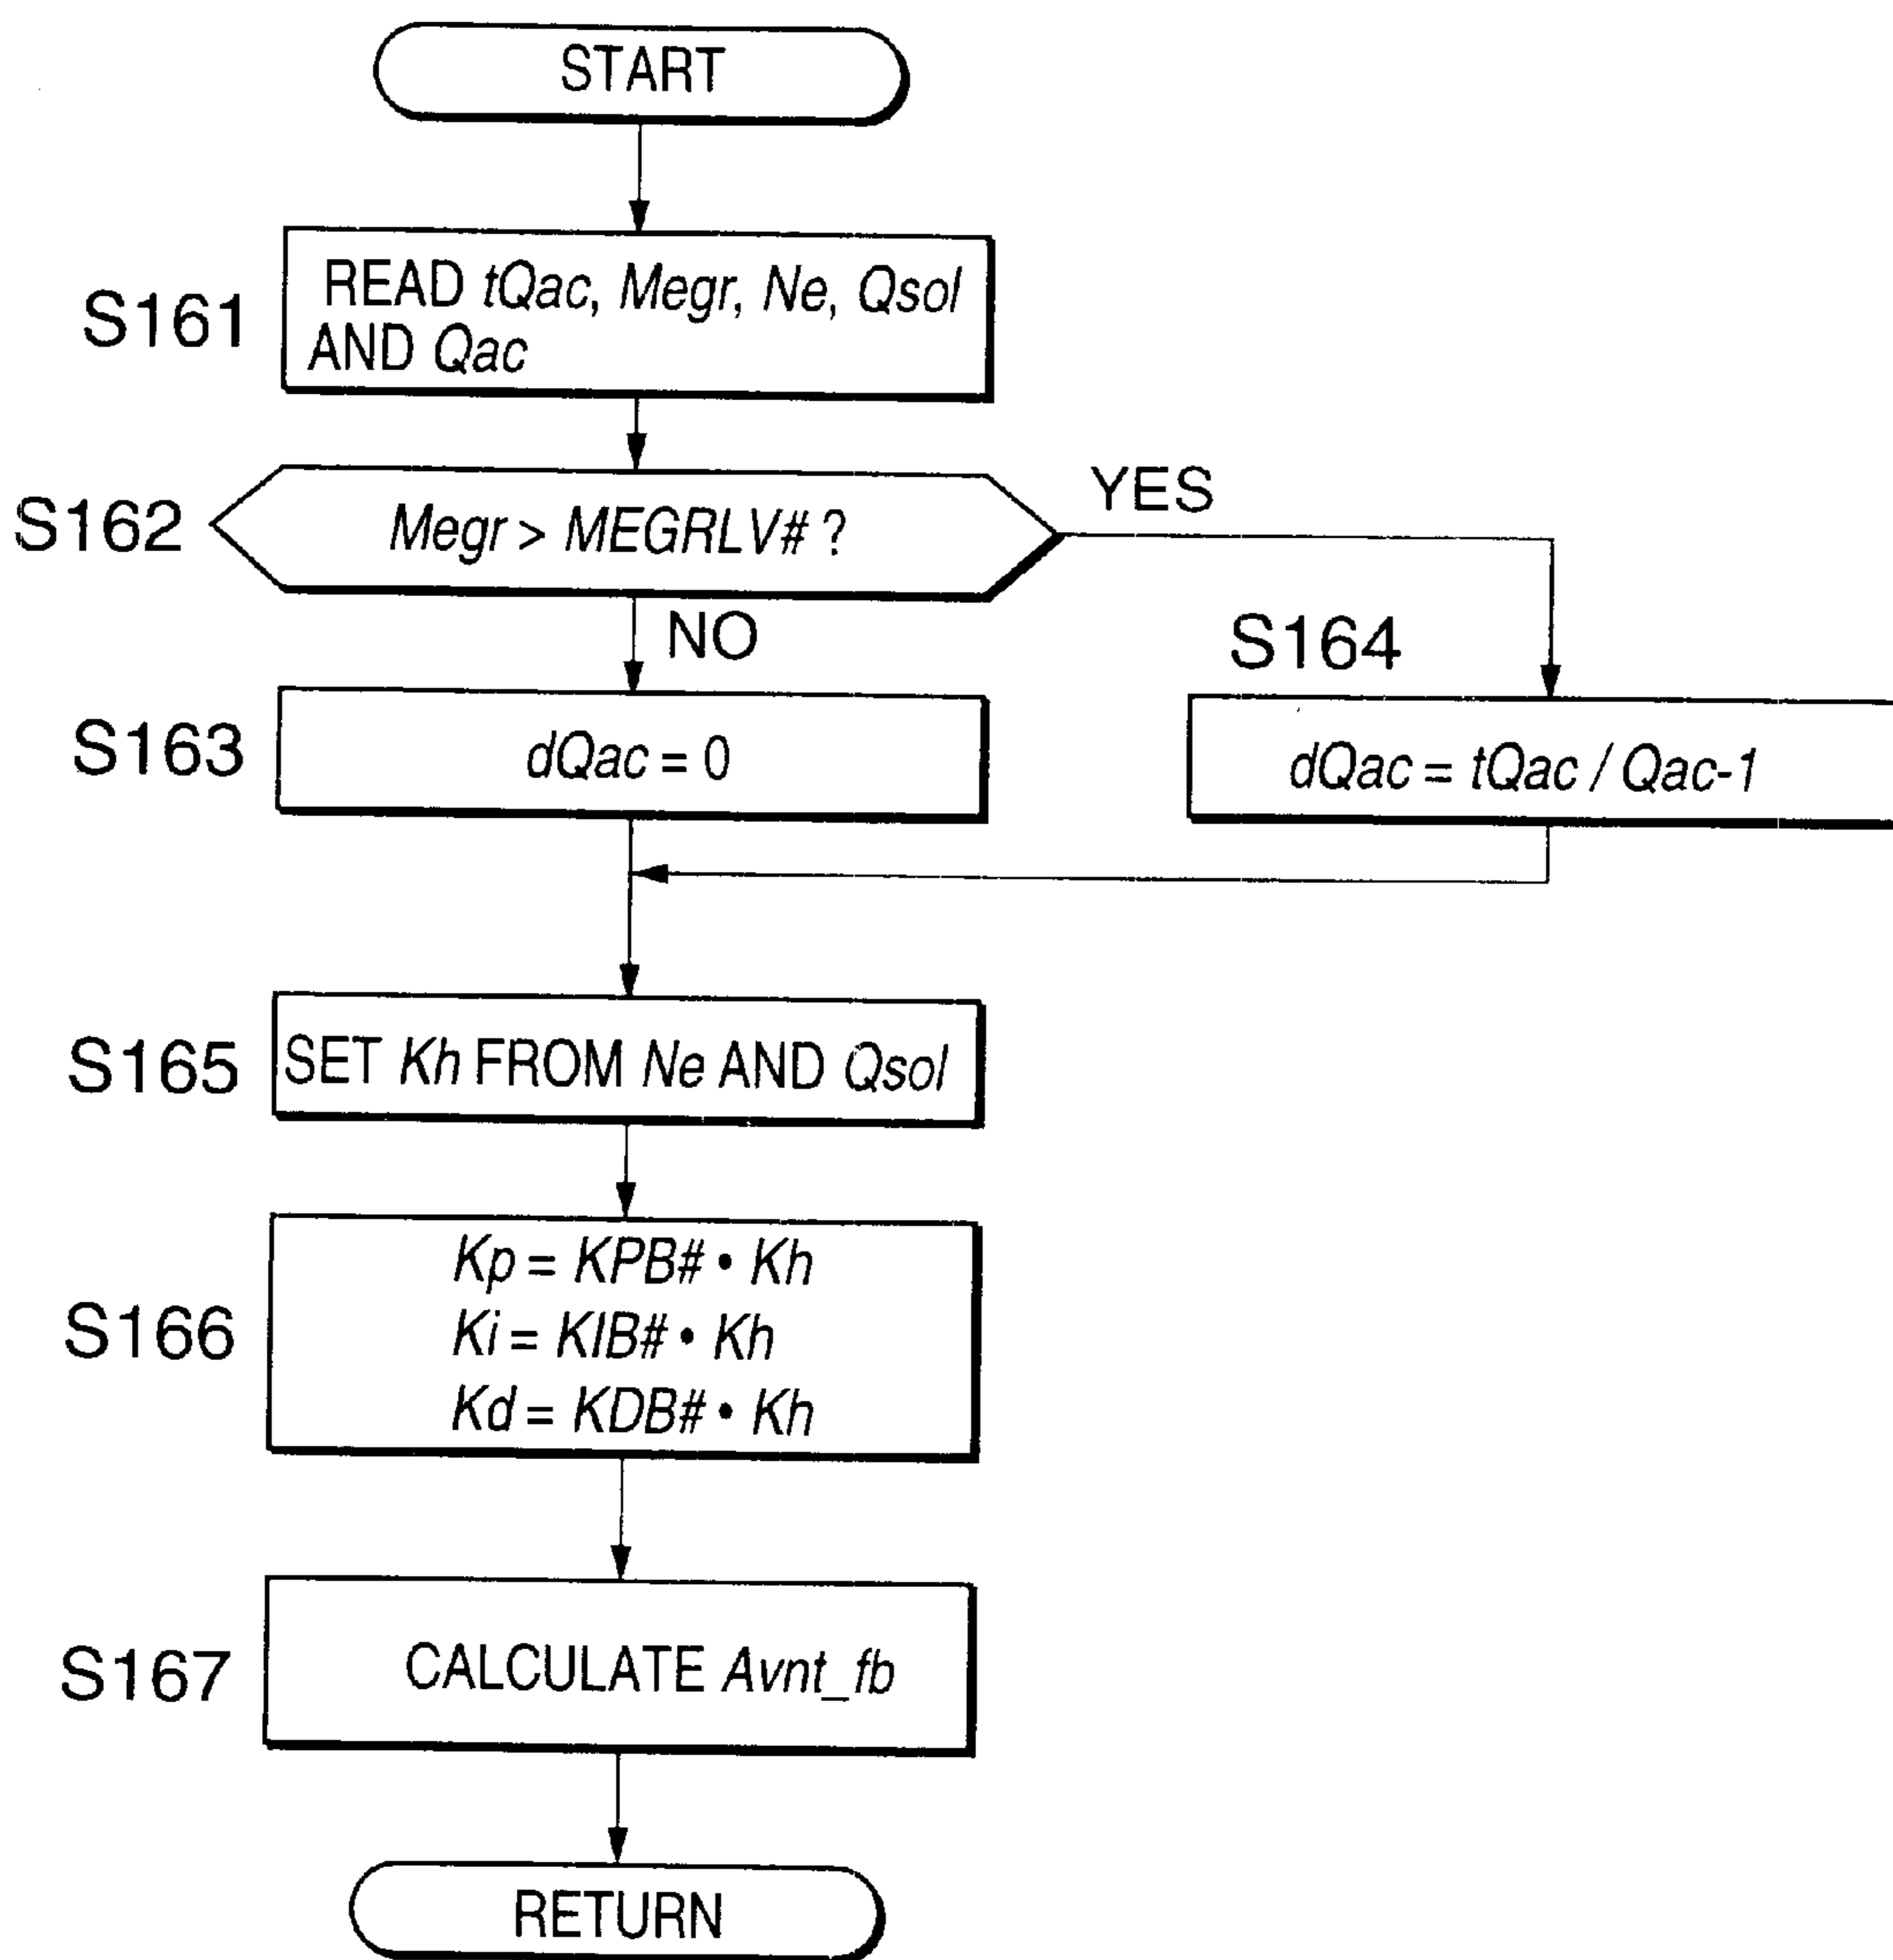 START
S161
READ tQac, Megr, Ne, Qsol
AND Qac
S162
Megr > MEGRLV# ?
YES
NO
S163
dQac = 0
S164
dQac = tQac / Qac-1
S165
SET Kh FROM Ne AND Qsol
S166
Kp = KPB# • Kh
Ki = KIB# • Kh
Kd = KDB# • Kh
S167
CALCULATE Avnt_fb
RETURN